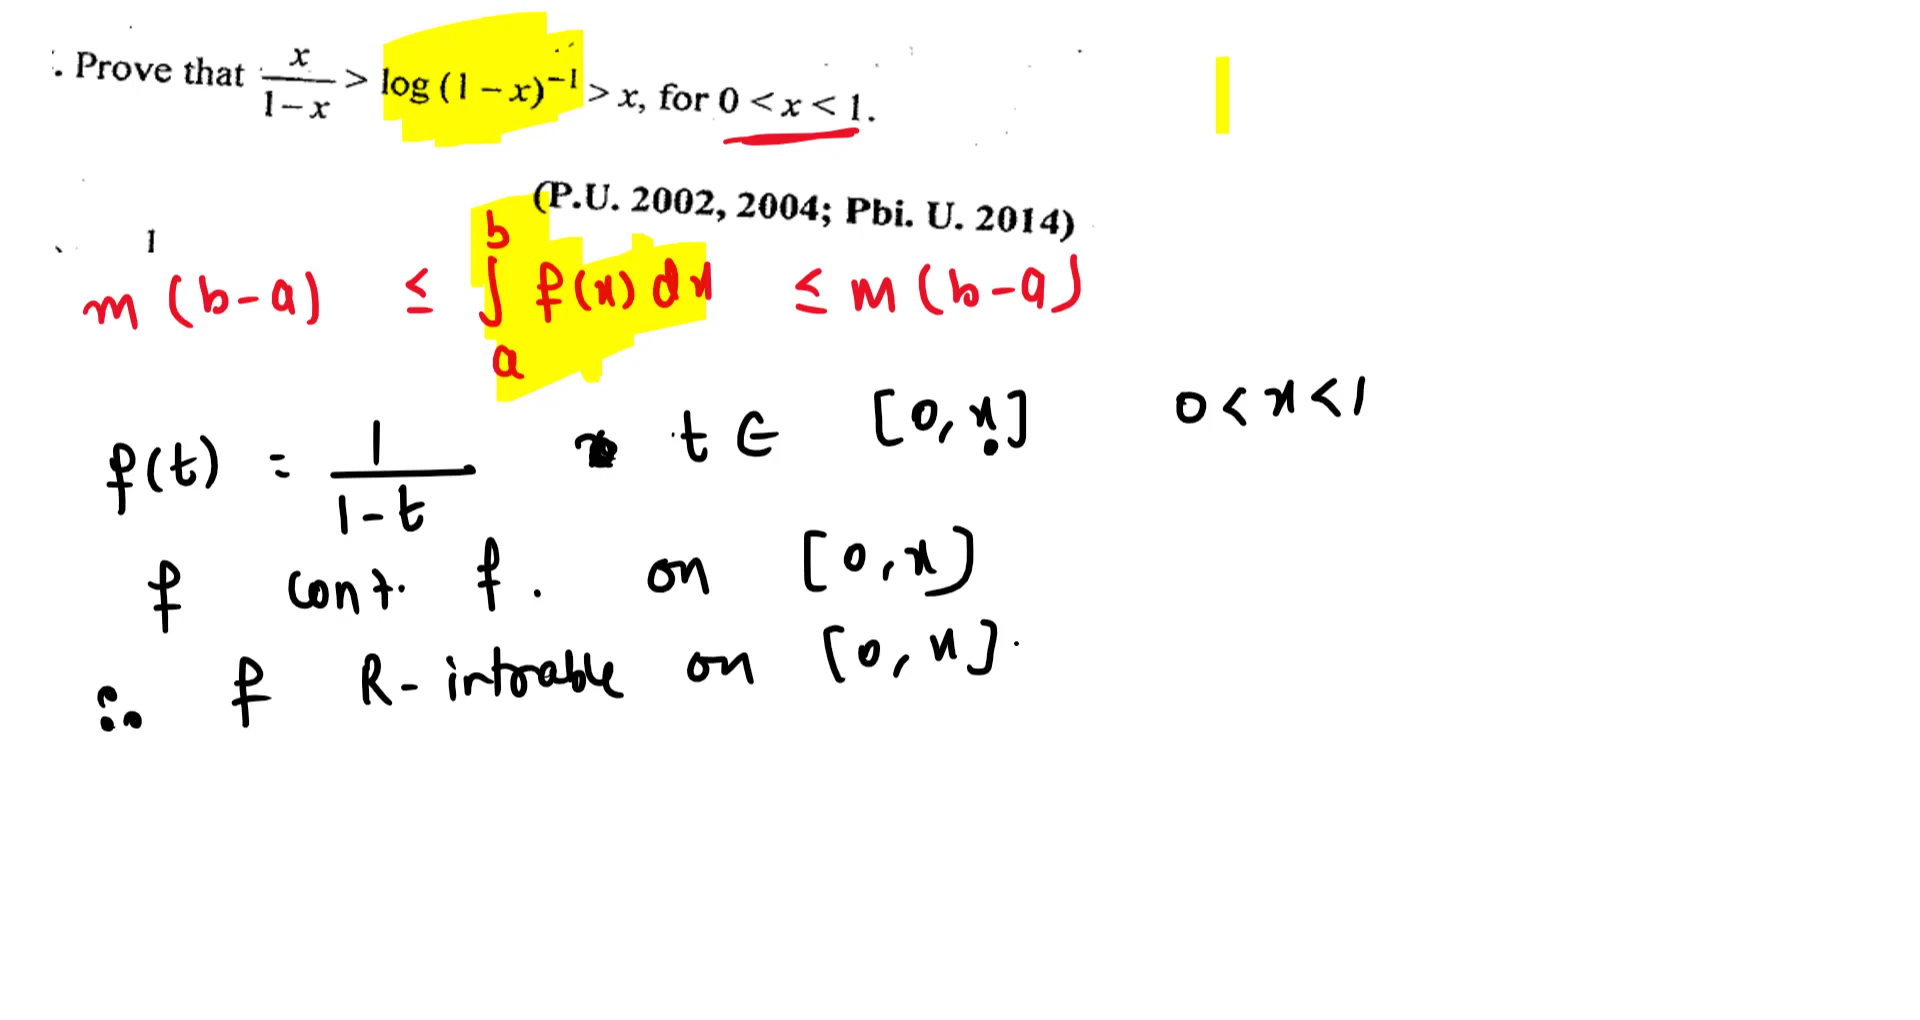 . Prove that x/(1-x) > log (1 - x)^-1 > x, for 0 < x < 1.
(P.U. 2002, 2004; Pbi. U. 2014)
1
m (b-a) ≤ ∫_a^b f(x) dx ≤ M (b-a)
f(t) = 1/(1-t) t ∈ [0, x] 0 < x < 1
f cont. f. on [0, x]
∴ f R- on [0, x].